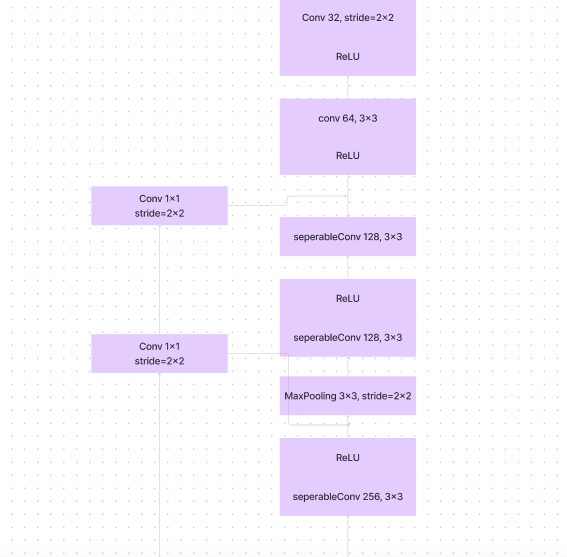 Conv 32, stride=2×2
ReLU
conv 64, 3×3
ReLU
Conv 1×1
stride=2×2
seperableConv 128, 3×3
ReLU
seperableConv 128, 3×3
Conv 1×1
stride=2×2
MaxPooling 3×3, stride=2×2
ReLU
seperableConv 256, 3×3